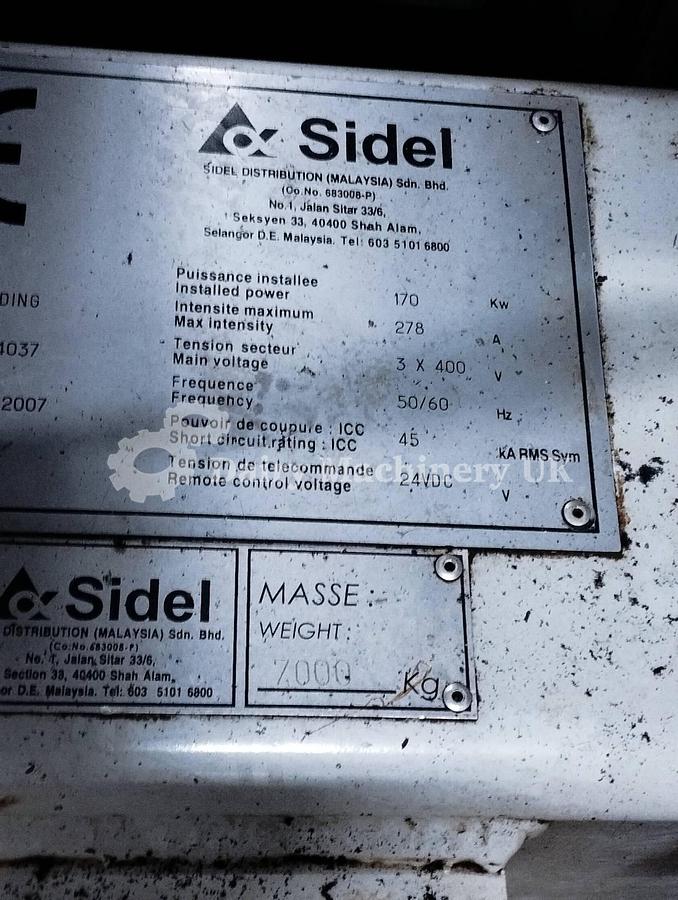 CE
Sidel
SIDEL DISTRIBUTION (MALAYSIA) Sdn. Bhd.
(Co.No. 683008-P)
No.1, Jalan Sitar 33/6,
Seksyen 33, 40400 Shah Alam,
Selangor D.E. Malaysia. Tel: 603 5101 6800
DING
4037
2007
Puissance installee
Installed power 170 Kw
Intensite maximum
Max intensity 278 A
Tension secteur
Main voltage 3 X 400 V
Frequence
Frequency 50/60 Hz
Pouvoir de coupure : ICC
Short circuit rating : ICC 45 KA RMS Sym
Tension de telecommande
Remote control voltage 24VDC V
Machinery UK
Sidel
DISTRIBUTION (MALAYSIA) Sdn. Bhd.
(Co.No.683008-P)
No. 1, Jalan Sitar 33/6,
Section 33, 40400 Shah Alam,
or D.E. Malaysia. Tel: 603 5101 6800
MASSE :
WEIGHT :
7000 Kg